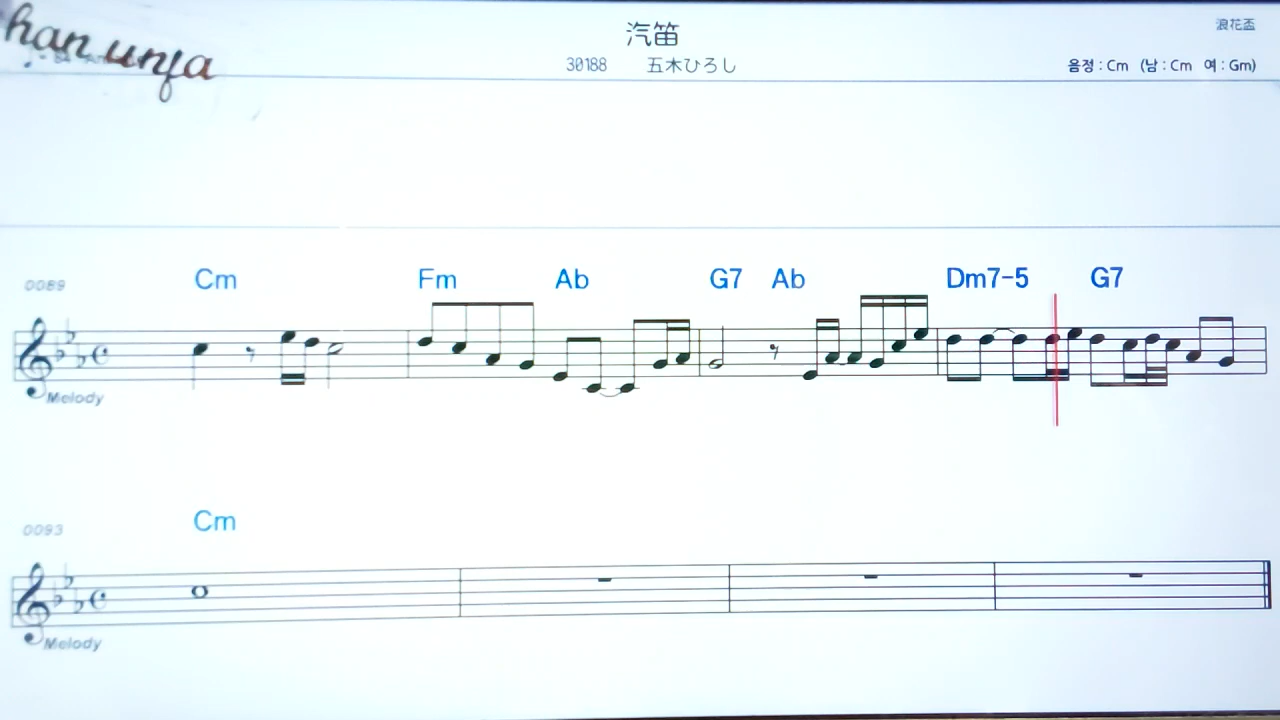 han unja
汽笛
浪花盃
30188 五木ひろし
음정 : Cm (남 : Cm 여 : Gm)
0089
Cm Fm Ab G7 Ab Dm7-5 G7
Melody
0093
Cm
Melody